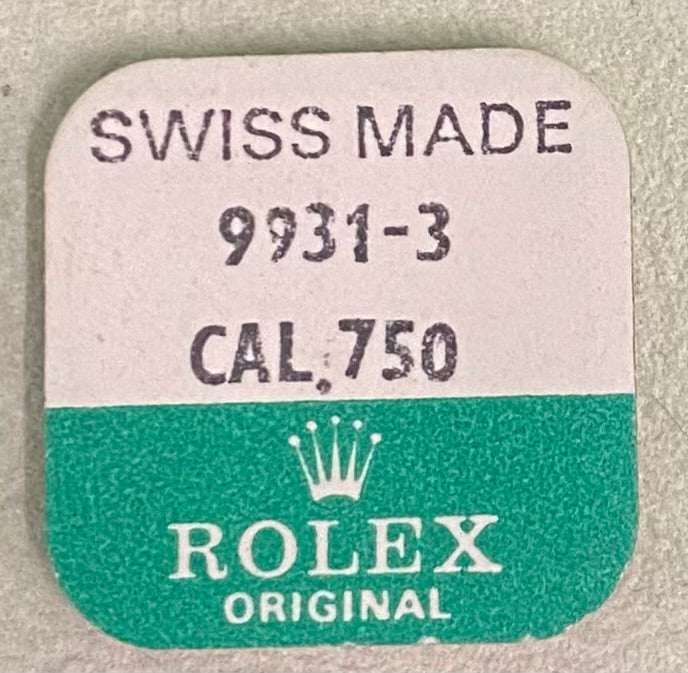 SWISS MADE
9931-3
CAL,750
ROLEX
ORIGINAL